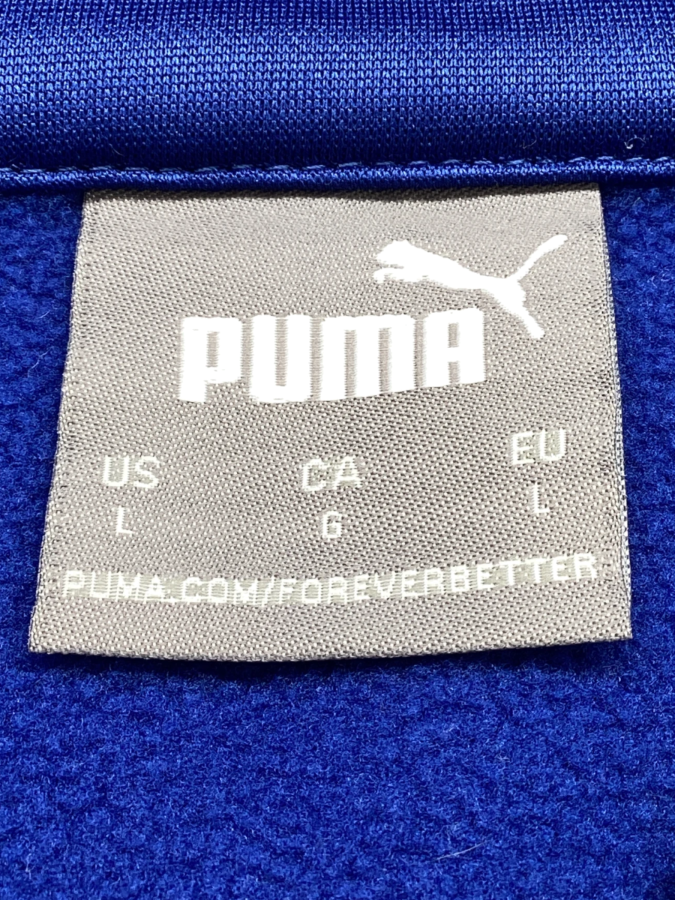 PUMA
US CA EU
L G L
PUMA.COM/FOREVERBETTER